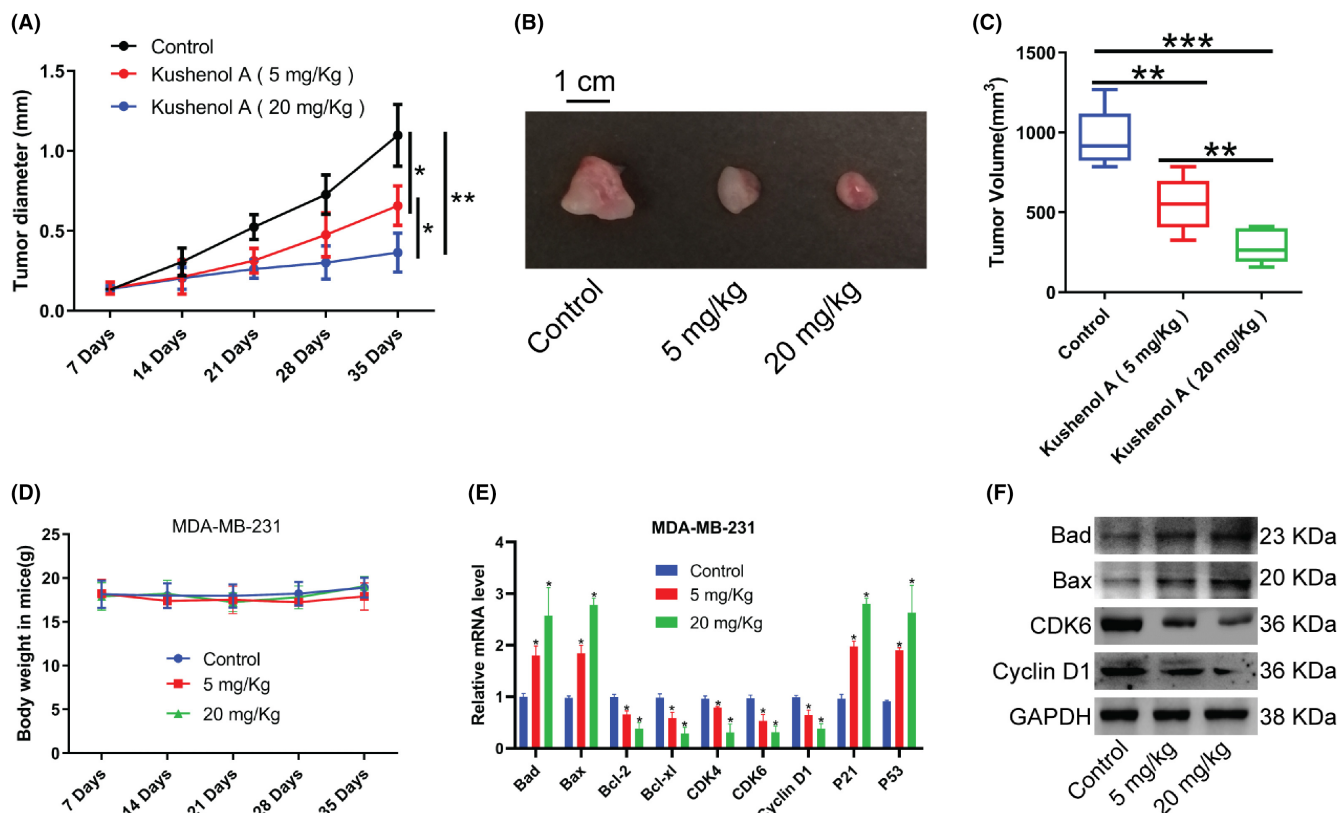 (A)
Control
Kushenol A ( 5 mg/Kg )
Kushenol A ( 20 mg/Kg )
Tumor diameter (mm)
1.5
1.0
0.5
0.0
*
*
**
7 Days
14 Days
21 Days
28 Days
35 Days
(B)
1 cm
Control
5 mg/kg
20 mg/kg
(C)
Tumor Volume(mm³)
1500
1000
500
0
***
**
**
Control
Kushenol A ( 5 mg/Kg )
Kushenol A ( 20 mg/Kg )
(D)
MDA-MB-231
Body weight in mice(g)
25
20
15
10
5
0
Control
5 mg/Kg
20 mg/Kg
7 Days
14 Days
21 Days
28 Days
35 Days
(E)
MDA-MB-231
Relative mRNA level
4
3
2
1
0
Control
5 mg/Kg
20 mg/Kg
* * * * * * * * * * * * * * * * * *
Bad
Bax
Bcl-2
Bcl-xl
CDK4
CDK6
Cyclin D1
P21
P53
(F)
Bad 23 KDa
Bax 20 KDa
CDK6 36 KDa
Cyclin D1 36 KDa
GAPDH 38 KDa
Control
5 mg/kg
20 mg/kg